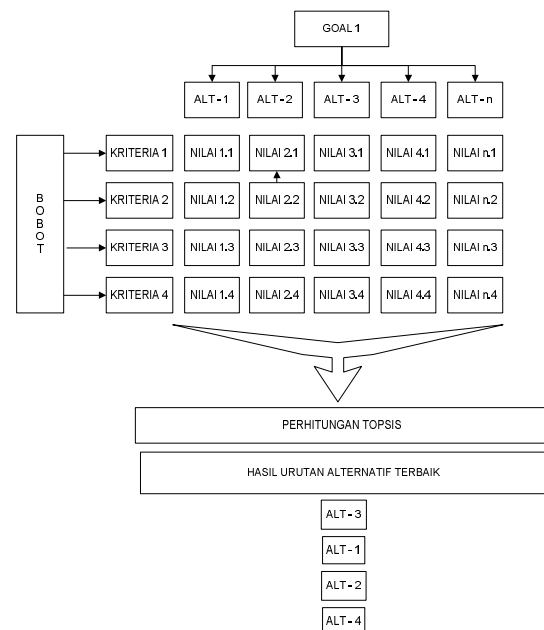 GOAL 1
ALT - 1
ALT - 2
ALT - 3
ALT - 4
ALT - n
BOBOT
KRITERIA 1
NILAI 1.1
NILAI 2.1
NILAI 3.1
NILAI 4.1
NILAI n.1
KRITERIA 2
NILAI 1.2
NILAI 2.2
NILAI 3.2
NILAI 4.2
NILAI n.2
KRITERIA 3
NILAI 1.3
NILAI 2.3
NILAI 3.3
NILAI 4.3
NILAI n.3
KRITERIA 4
NILAI 1.4
NILAI 2.4
NILAI 3.4
NILAI 4.4
NILAI n.4
PERHITUNGAN TOPSIS
HASIL URUTAN ALTERNATIF TERBAIK
ALT - 3
ALT - 1
ALT - 2
ALT - 4